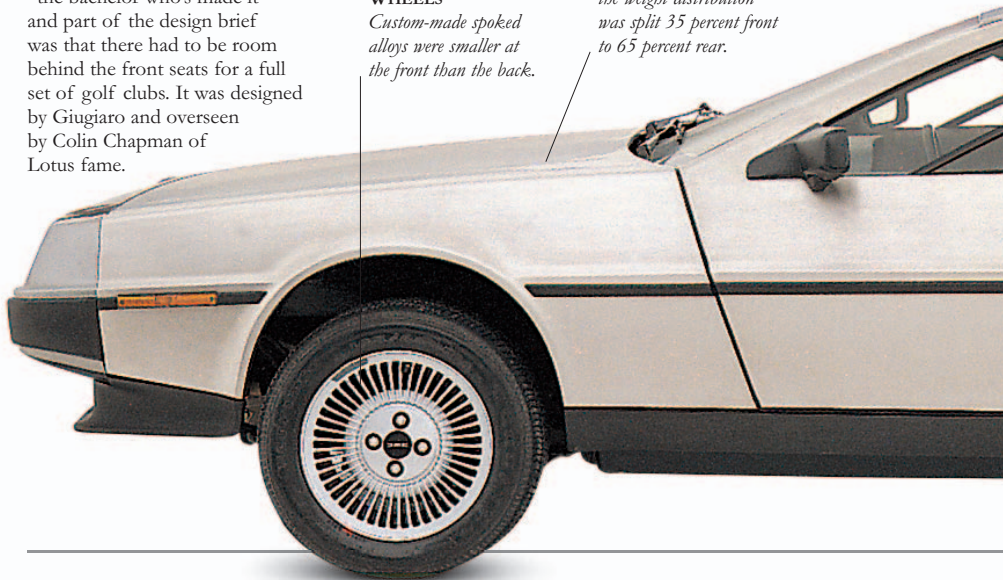 the bachelor who's made it
and part of the design brief
was that there had to be room
behind the front seats for a full
set of golf clubs. It was designed
by Giugiaro and overseen
by Colin Chapman of
Lotus fame.
WHEELS
Custom-made spoked
alloys were smaller at
the front than the back.
the weight distribution
was split 35 percent front
to 65 percent rear.